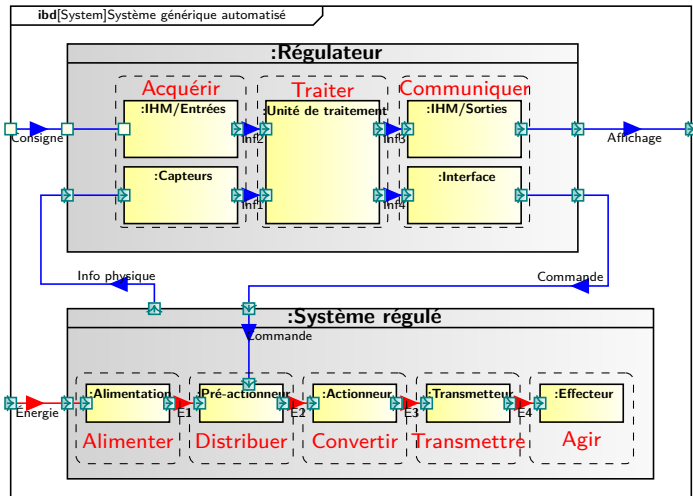 ibd[System]Système générique automatisé
:Régulateur
Acquérir Traiter Communiquer
:IHM/Entrées :Unité de traitement :IHM/Sorties
Consigne Inf2 Inf3 Affichage
:Capteurs :Interface
Inf1 Inf4
Info physique Commande
:Système régulé
Commande
:Alimentation :Pré-actionneur :Actionneur :Transmetteur :Effecteur
Énergie E1 E2 E3 E4
Alimenter Distribuer Convertir Transmettre Agir